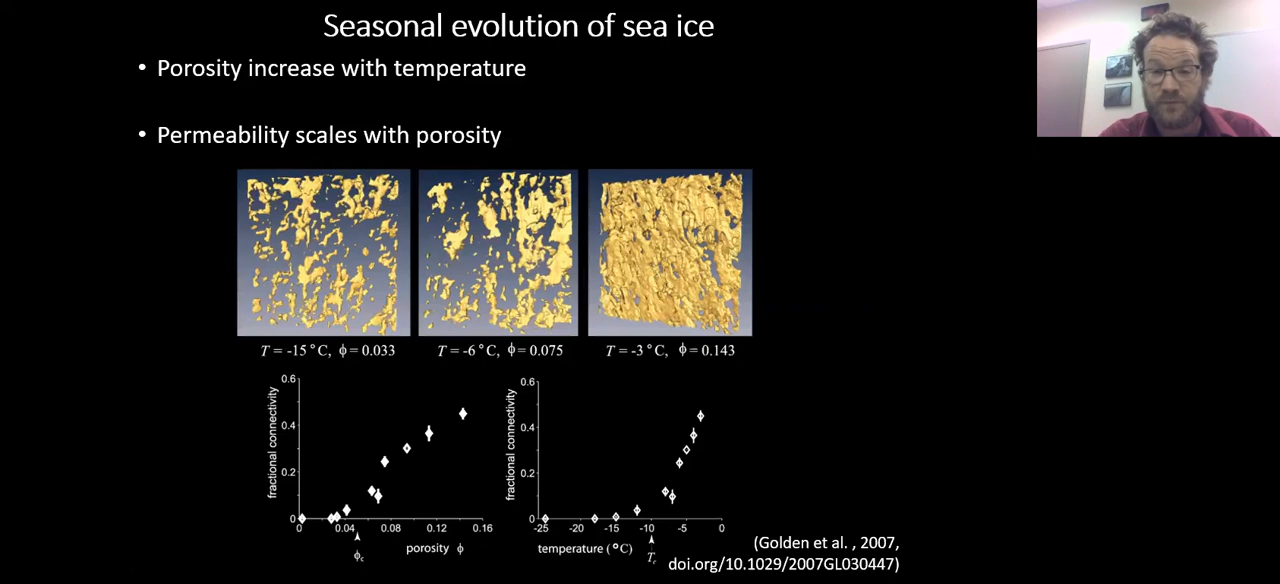 Seasonal evolution of sea ice
• Porosity increase with temperature
• Permeability scales with porosity
T = -15°C, ϕ = 0.033
T = -6°C, ϕ = 0.075
T = -3°C, ϕ = 0.143
fractional connectivity
0.6
0.4
0.2
0
0 0.04 0.08 0.12 0.16
ϕc
porosity ϕ
fractional connectivity
0.6
0.4
0.2
0
-25 -20 -15 -10 -5 0
temperature (°C)
Tc
(Golden et al. , 2007,
doi.org/10.1029/2007GL030447)